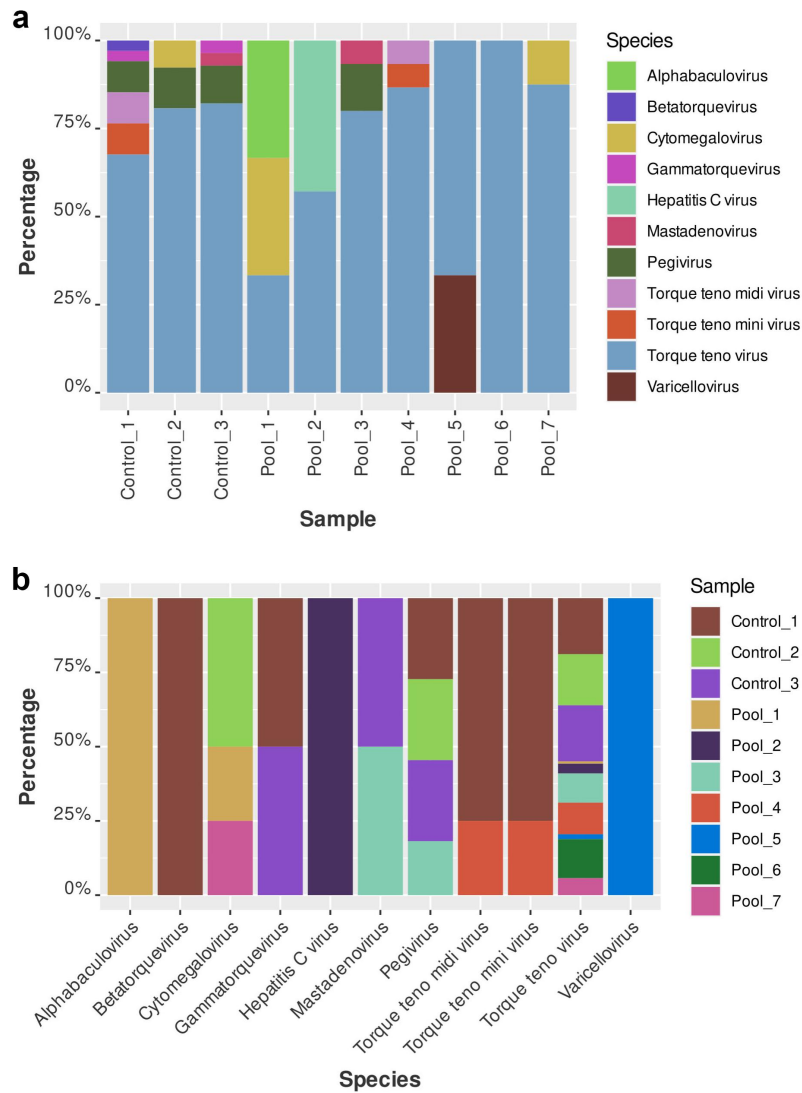 a
100%
75%
50%
25%
0%
Percentage
Control_1
Control_2
Control_3
Pool_1
Pool_2
Pool_3
Pool_4
Pool_5
Pool_6
Pool_7
Sample
Species
Alphabaculovirus
Betatorquevirus
Cytomegalovirus
Gammatorquevirus
Hepatitis C virus
Mastadenovirus
Pegivirus
Torque teno midi virus
Torque teno mini virus
Torque teno virus
Varicellovirus
b
100%
75%
50%
25%
0%
Percentage
Alphabaculovirus
Betatorquevirus
Cytomegalovirus
Gammatorquevirus
Hepatitis C virus
Mastadenovirus
Pegivirus
Torque teno midi virus
Torque teno mini virus
Torque teno virus
Varicellovirus
Species
Sample
Control_1
Control_2
Control_3
Pool_1
Pool_2
Pool_3
Pool_4
Pool_5
Pool_6
Pool_7